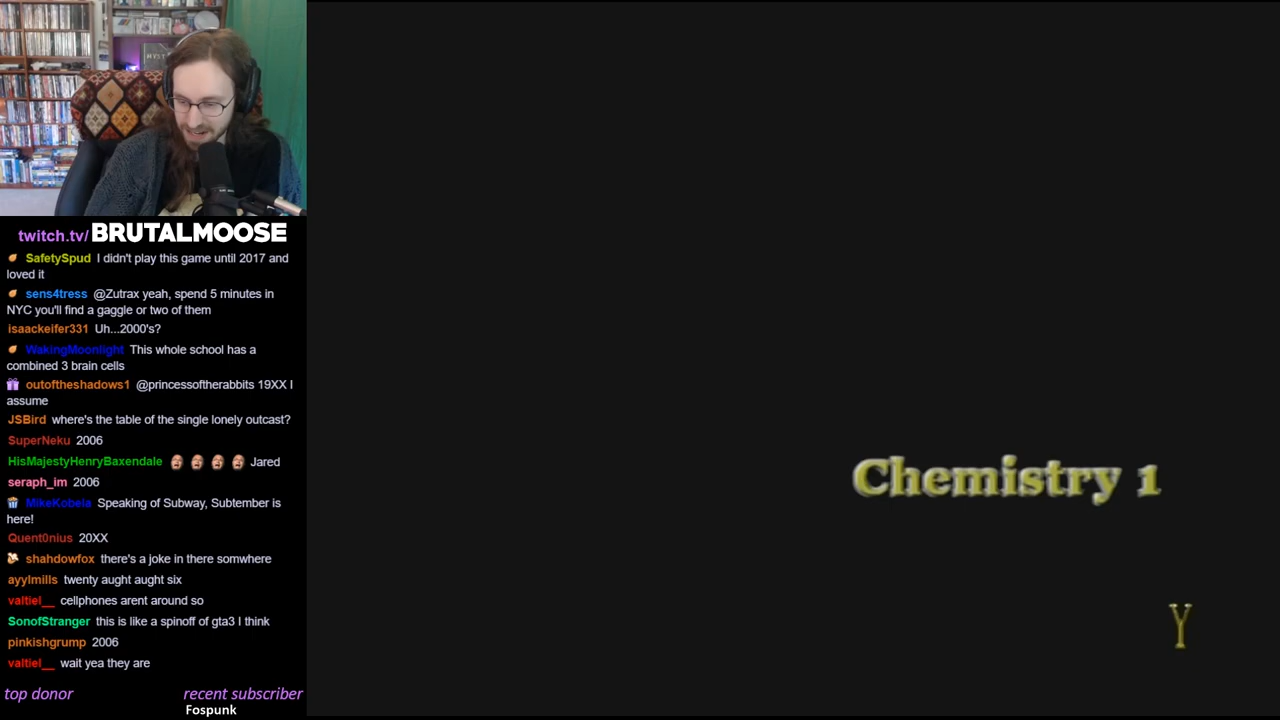 MYST
twitch.tv/BRUTALMOOSE
SafetySpud I didn't play this game until 2017 and
loved it
sens4tress @Zutrax yeah, spend 5 minutes in
NYC you'll find a gaggle or two of them
isaackeifer331 Uh...2000's?
WakingMoonlight This whole school has a
combined 3 brain cells
outoftheshadows1 @princessoftherabbits 19XX I
assume
JSBird where's the table of the single lonely outcast?
SuperNeku 2006
HisMajestyHenryBaxendale Jared
seraph_im 2006
MikeKobela Speaking of Subway, Subtember is
here!
Quent0nius 20XX
shahdowfox there's a joke in there somwhere
ayylmills twenty aught aught six
valtiel__ cellphones arent around so
SonofStranger this is like a spinoff of gta3 I think
pinkishgrump 2006
valtiel__ wait yea they are
top donor
recent subscriber
Fospunk
Chemistry 1
Y